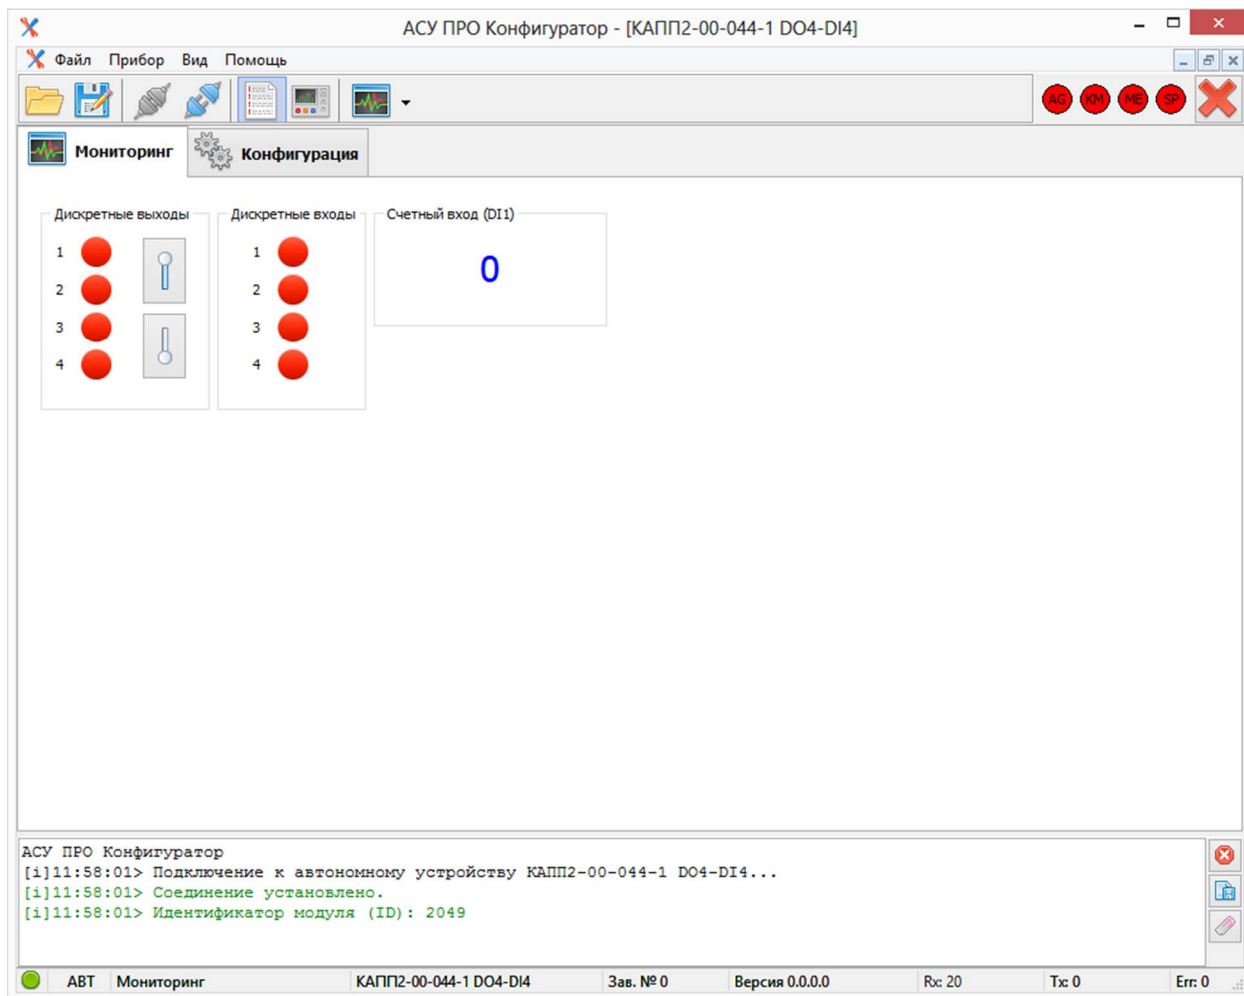 АСУ ПРО Конфигуратор - [КАПП2-00-044-1 DO4-DI4]
Файл Прибор Вид Помощь
AG KM ME SP
Мониторинг Конфигурация
Дискретные выходы Дискретные входы Счетный вход (DI1)
1 1
0
2 2
3 3
4 4
АСУ ПРО Конфигуратор
[i]11:58:01> Подключение к автономному устройству КАПП2-00-044-1 DO4-DI4...
[i]11:58:01> Соединение установлено.
[i]11:58:01> Идентификатор модуля (ID): 2049
АВТ Мониторинг КАПП2-00-044-1 DO4-DI4 Зав. № 0 Версия 0.0.0.0 Rx: 20 Tx: 0 Err: 0